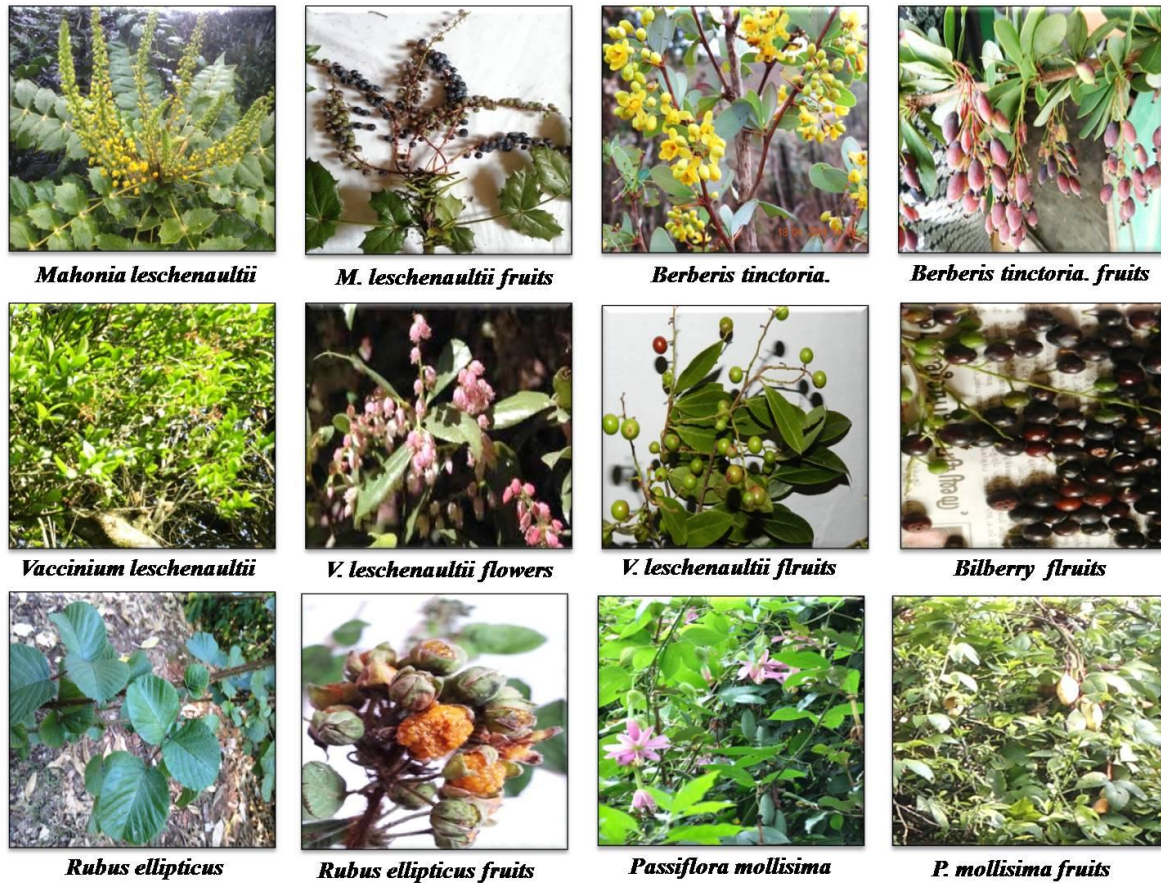 Mahonia leschenaultii
M. leschenaultii fruits
Berberis tinctoria.
Berberis tinctoria. fruits
Vaccinium leschenaultii
V. leschenaultii flowers
V. leschenaultii flruits
Bilberry flruits
Rubus ellipticus
Rubus ellipticus fruits
Passiflora mollisima
P. mollisima fruits